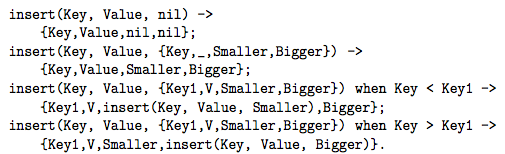 insert(Key, Value, nil) ->
    {Key,Value,nil,nil};
insert(Key, Value, {Key,_,Smaller,Bigger}) ->
    {Key,Value,Smaller,Bigger};
insert(Key, Value, {Key1,V,Smaller,Bigger}) when Key < Key1 ->
    {Key1,V,insert(Key, Value, Smaller),Bigger};
insert(Key, Value, {Key1,V,Smaller,Bigger}) when Key > Key1 ->
    {Key1,V,Smaller,insert(Key, Value, Bigger)}.